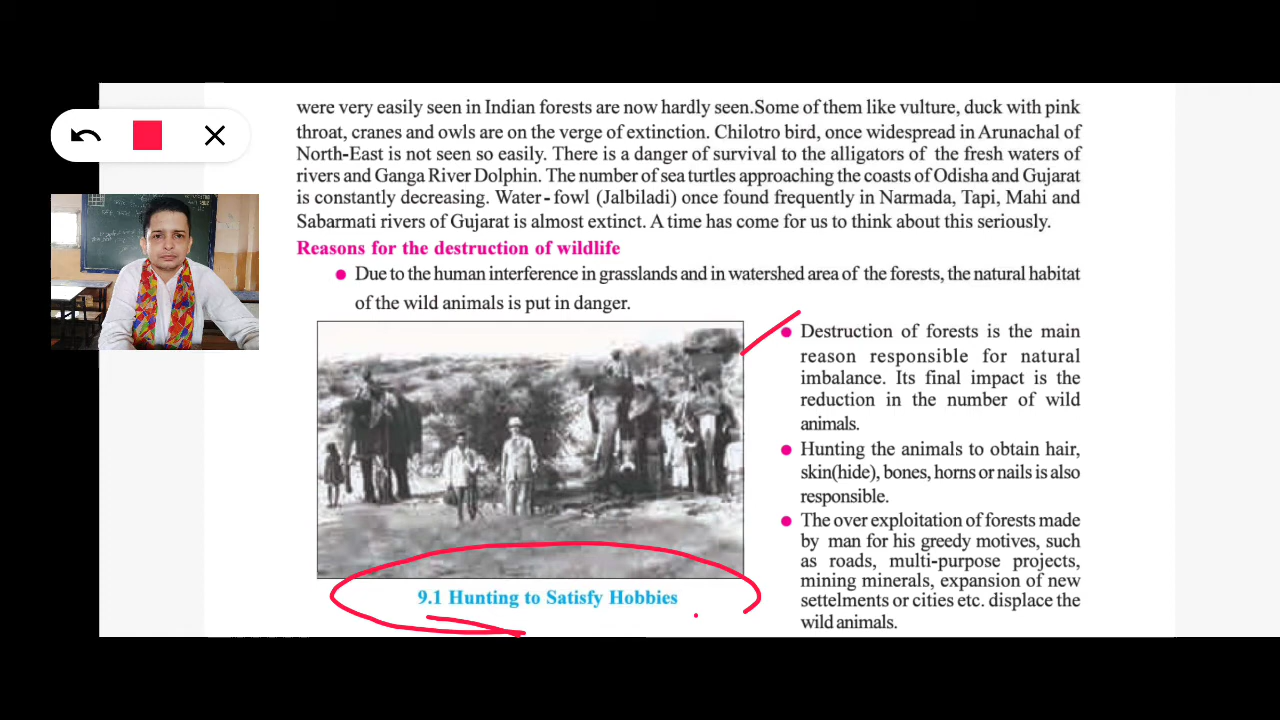 were very easily seen in Indian forests are now hardly seen.Some of them like vulture, duck with pink
throat, cranes and owls are on the verge of extinction. Chilotro bird, once widespread in Arunachal of
North-East is not seen so easily. There is a danger of survival to the alligators of the fresh waters of
rivers and Ganga River Dolphin. The number of sea turtles approaching the coasts of Odisha and Gujarat
is constantly decreasing. Water-fowl (Jalbiladi) once found frequently in Narmada, Tapi, Mahi and
Sabarmati rivers of Gujarat is almost extinct. A time has come for us to think about this seriously.
Reasons for the destruction of wildlife
● Due to the human interference in grasslands and in watershed area of the forests, the natural habitat
of the wild animals is put in danger.
● Destruction of forests is the main
reason responsible for natural
imbalance. Its final impact is the
reduction in the number of wild
animals.
● Hunting the animals to obtain hair,
skin(hide), bones, horns or nails is also
responsible.
● The over exploitation of forests made
by man for his greedy motives, such
as roads, multi-purpose projects,
mining minerals, expansion of new
settelments or cities etc. displace the
wild animals.
9.1 Hunting to Satisfy Hobbies